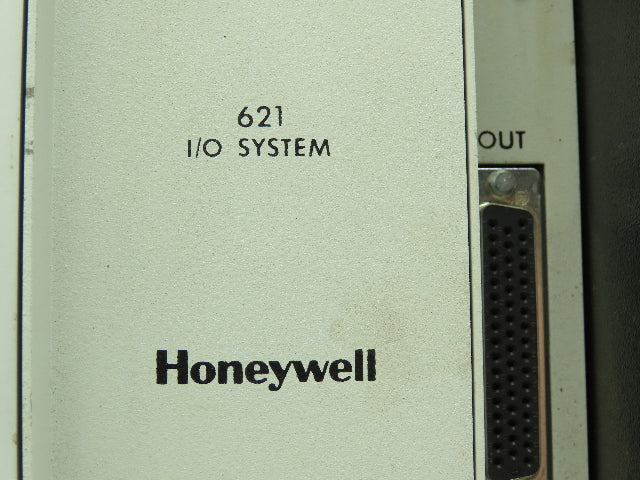 621
I/O SYSTEM
OUT
Honeywell